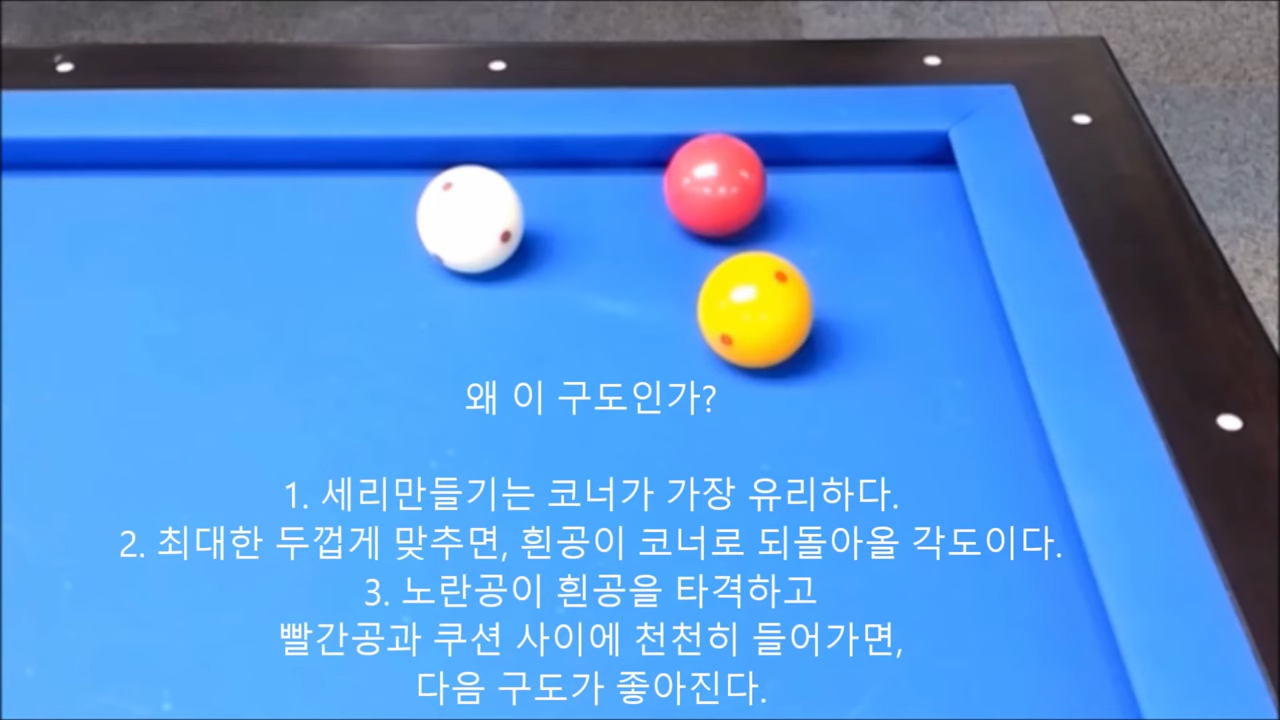 왜 이 구도인가?
1. 세리만들기는 코너가 가장 유리하다.
2. 최대한 두껍게 맞추면, 흰공이 코너로 되돌아올 각도이다.
3. 노란공이 흰공을 타격하고
빨간공과 쿠션 사이에 천천히 들어가면,
다음 구도가 좋아진다.